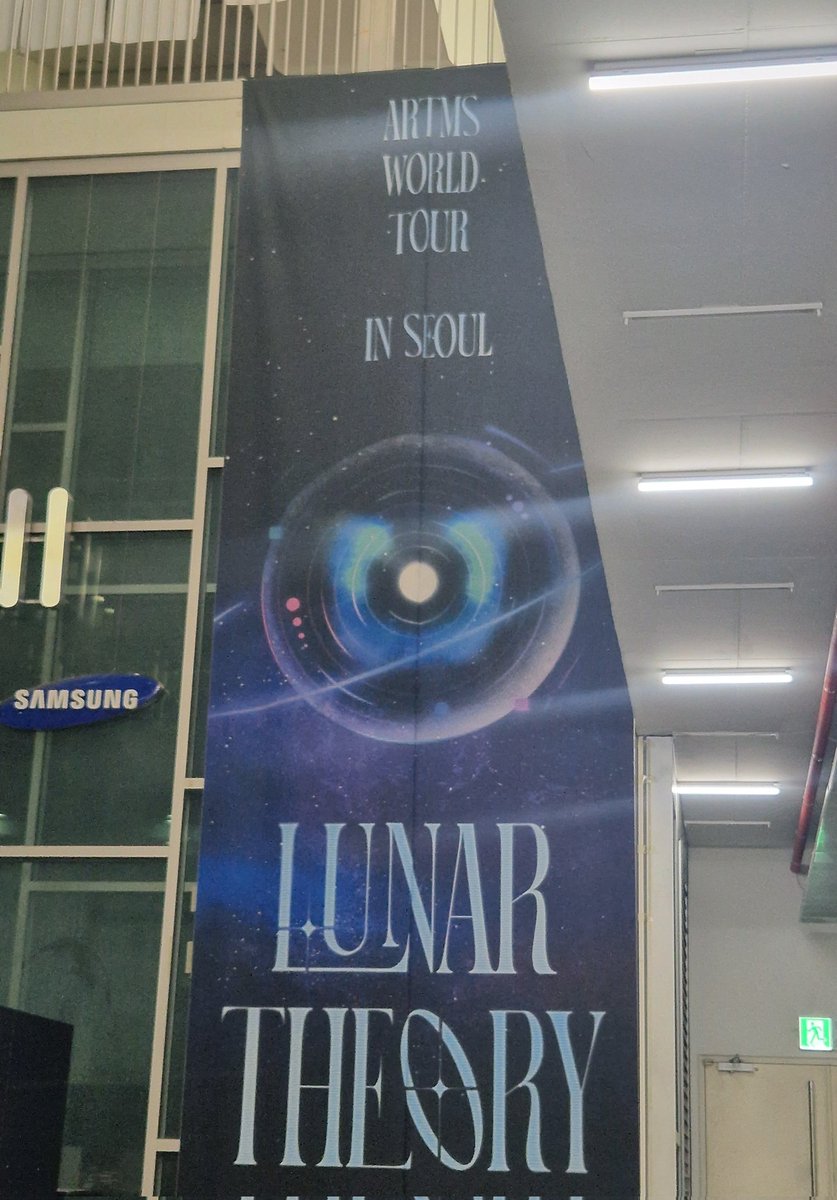 ARTMS
WORLD
TOUR
IN SEOUL
SAMSUNG
LUNAR
THEORY